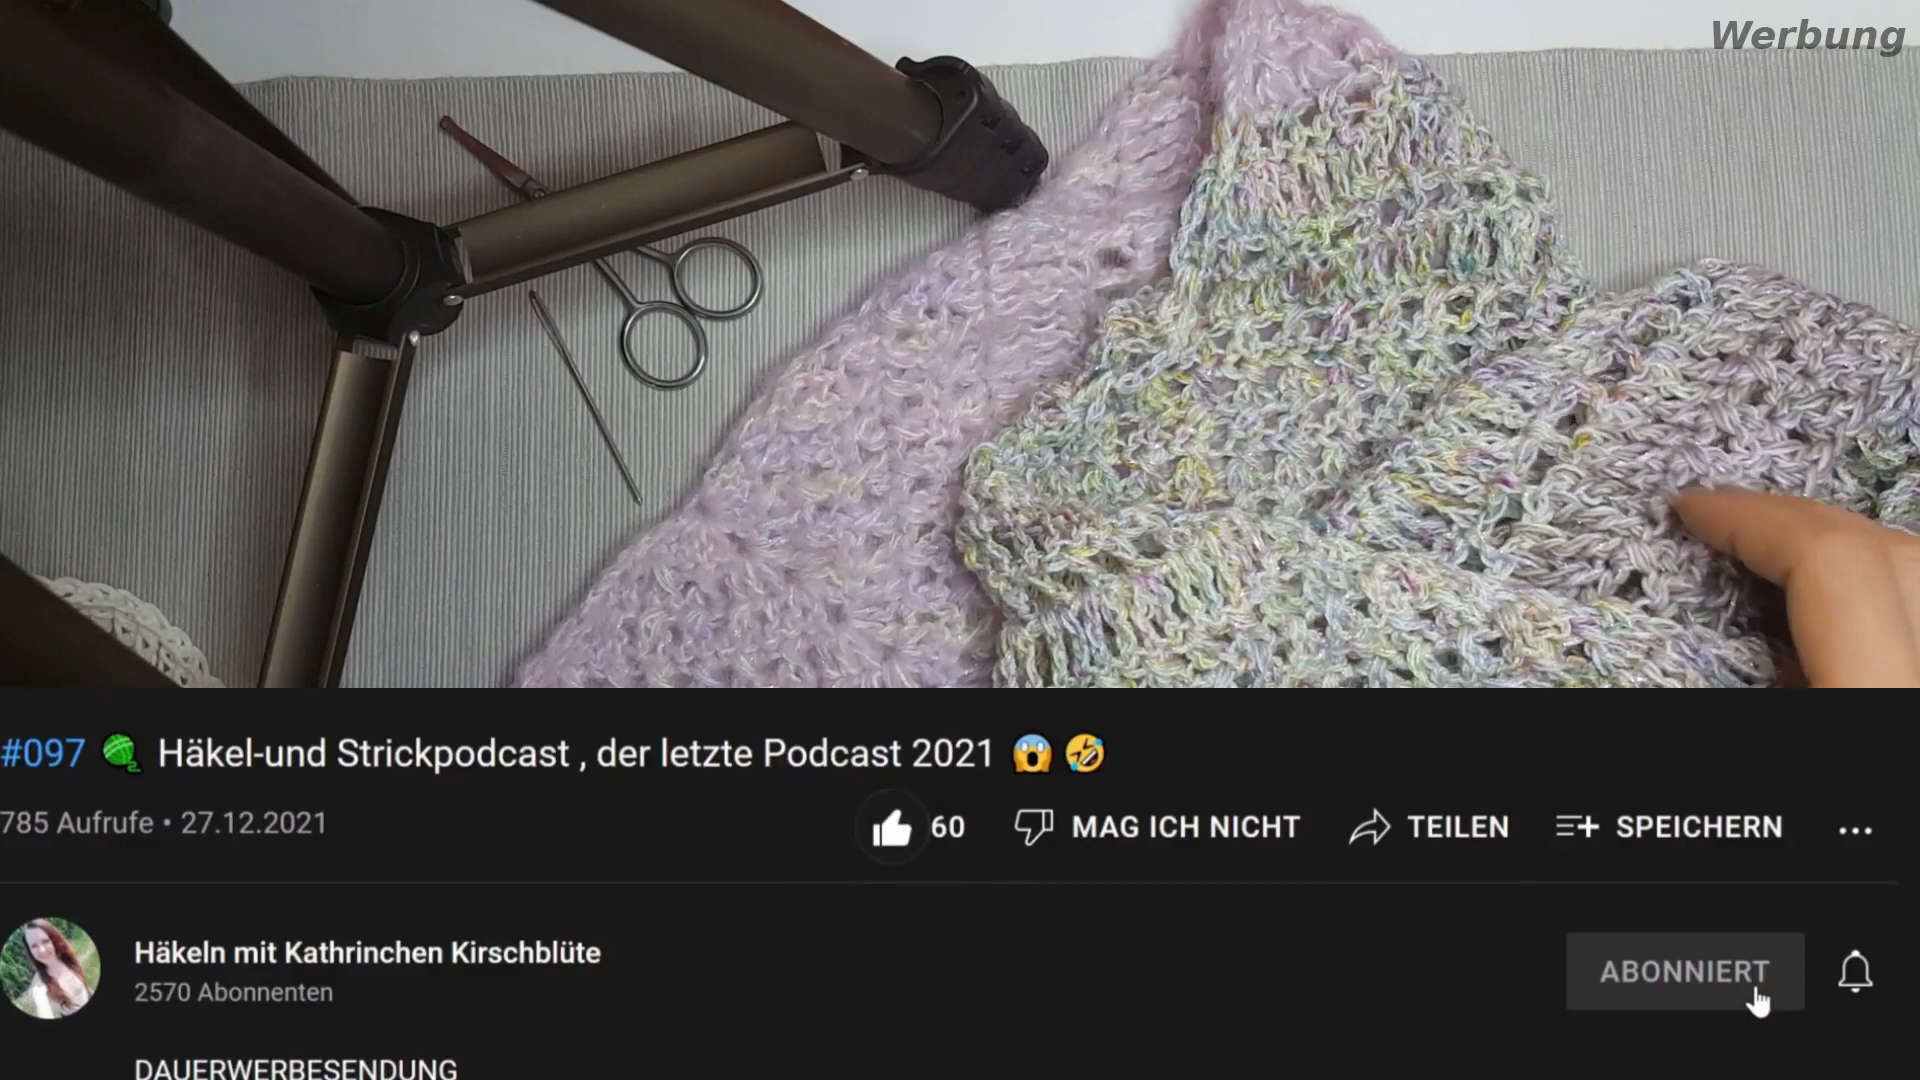 Werbung
#097 🧶 Häkel-und Strickpodcast , der letzte Podcast 2021 😱 🤣
785 Aufrufe • 27.12.2021
60 MAG ICH NICHT TEILEN SPEICHERN ...
Häkeln mit Kathrinchen Kirschblüte
2570 Abonnenten
ABONNIERT
DAUERWERBESENDUNG